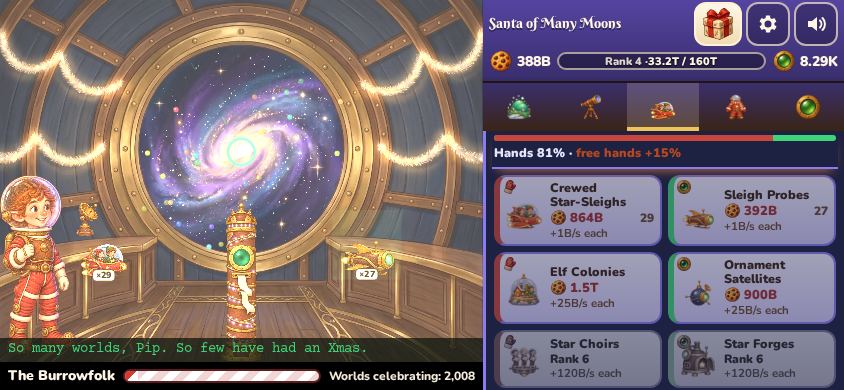 Santa of Many Moons
388B
Rank 4 · 33.2T / 160T
8.29K
Hands 81% · free hands +15%
Crewed
Star-Sleighs
864B
29
+1B/s each
Sleigh Probes
392B
27
+1B/s each
Elf Colonies
1.5T
+25B/s each
Ornament
Satellites
900B
+25B/s each
Star Choirs
Rank 6
+120B/s each
Star Forges
Rank 6
+120B/s each
×29
×27
So many worlds, Pip. So few have had an Xmas.
The Burrowfolk
Worlds celebrating: 2,008